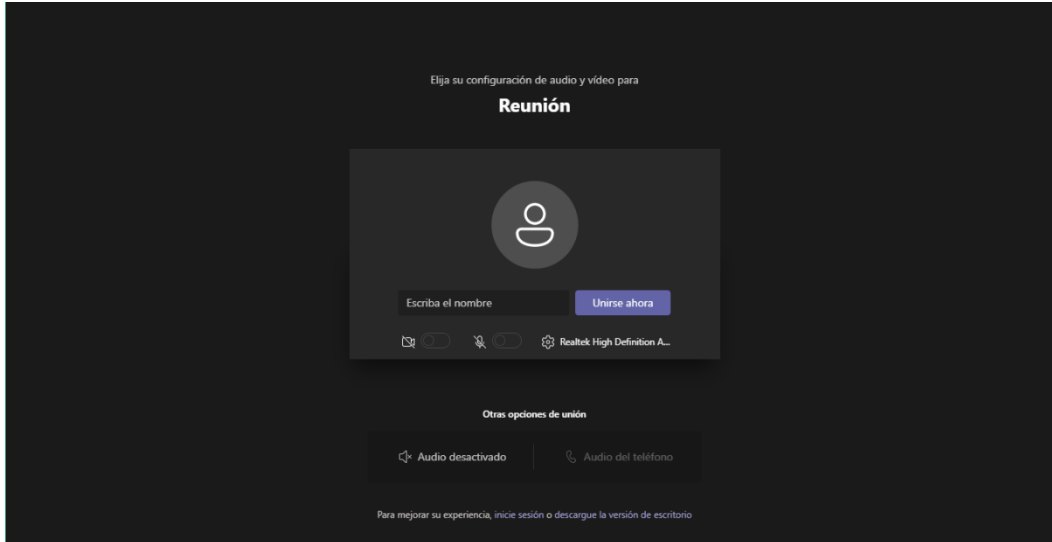 Elija su configuración de audio y vídeo para
Reunión
Escriba el nombre
Unirse ahora
Realtek High Definition A...
Otras opciones de unión
Audio desactivado
Audio del teléfono
Para mejorar su experiencia, inicie sesión o descargue la versión de escritorio